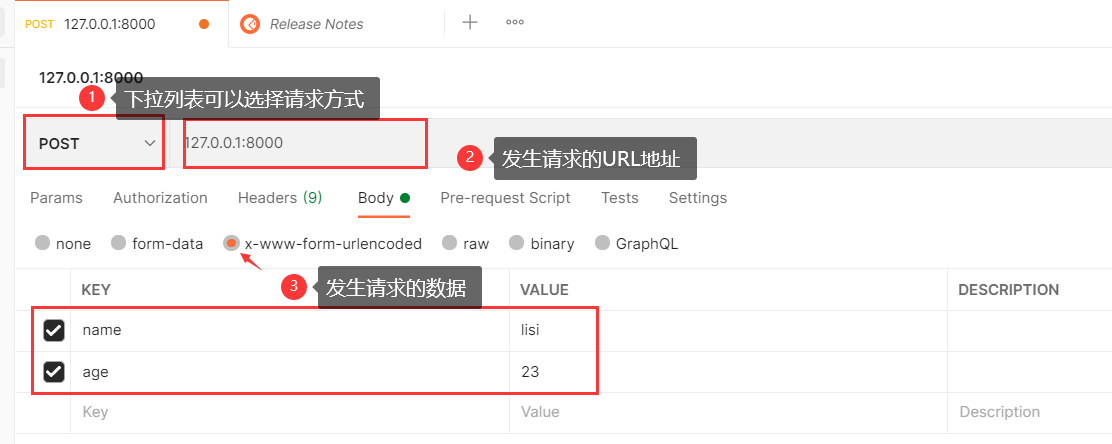 POST 127.0.0.1:8000 Release Notes
127.0.0.1:8000
1 下拉列表可以选择请求方式
POST 127.0.0.1:8000
2 发生请求的URL地址
Params Authorization Headers (9) Body Pre-request Script Tests Settings
none form-data x-www-form-urlencoded raw binary GraphQL
3 发生请求的数据
KEY VALUE DESCRIPTION
name lisi
age 23
Key Value Description